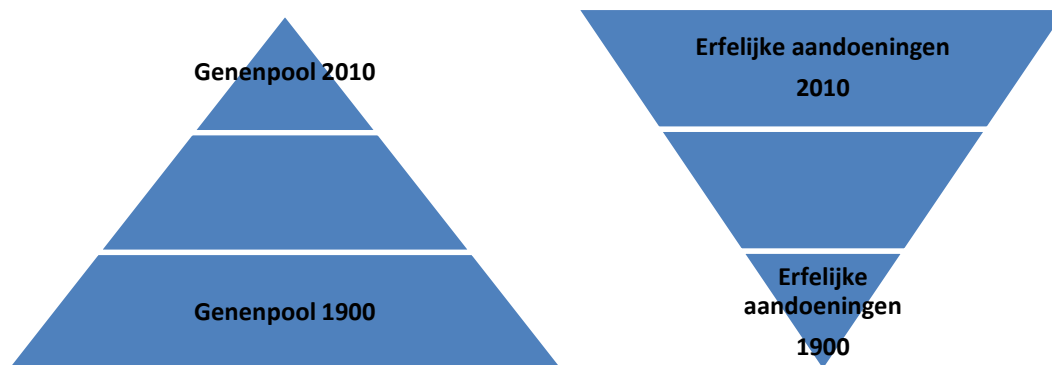 Genenpool 2010
Genenpool 1900
Erfelijke aandoeningen
2010
Erfelijke
aandoeningen
1900